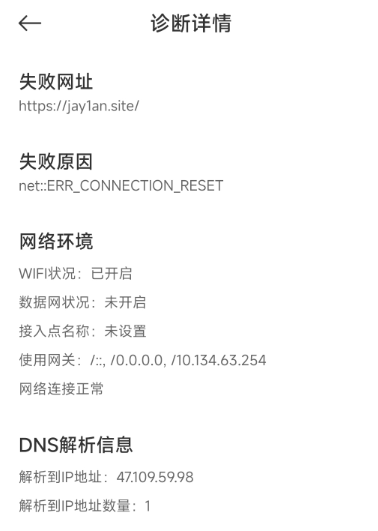 诊断详情
失败网址
https://jay1an.site/
失败原因
net::ERR_CONNECTION_RESET
网络环境
WIFI状况：已开启
数据网状况：未开启
接入点名称：未设置
使用网关：/::, /0.0.0.0, /10.134.63.254
网络连接正常
DNS解析信息
解析到IP地址：47.109.59.98
解析到IP地址数量：1